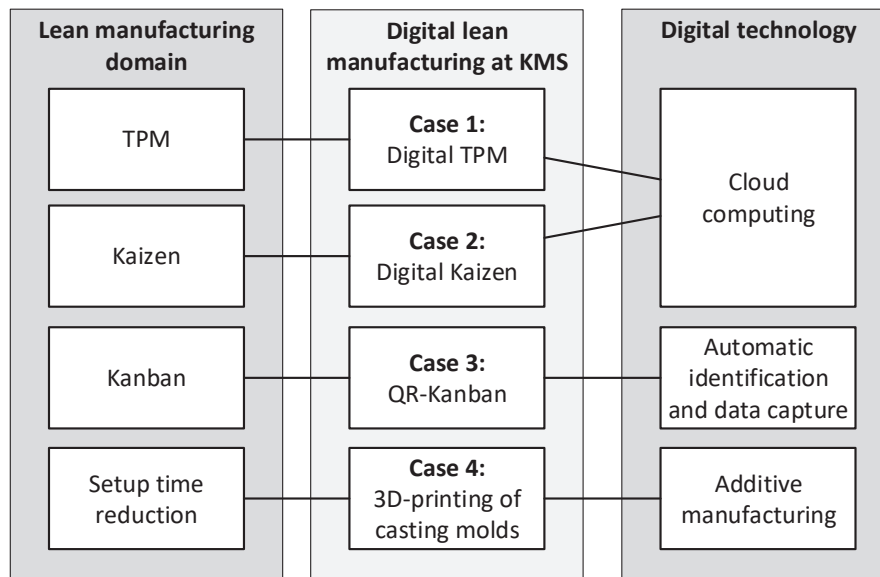 Lean manufacturing
domain
TPM
Kaizen
Kanban
Setup time
reduction
Digital lean
manufacturing at KMS
Case 1:
Digital TPM
Case 2:
Digital Kaizen
Case 3:
QR-Kanban
Case 4:
3D-printing of
casting molds
Digital technology
Cloud
computing
Automatic
identification
and data capture
Additive
manufacturing